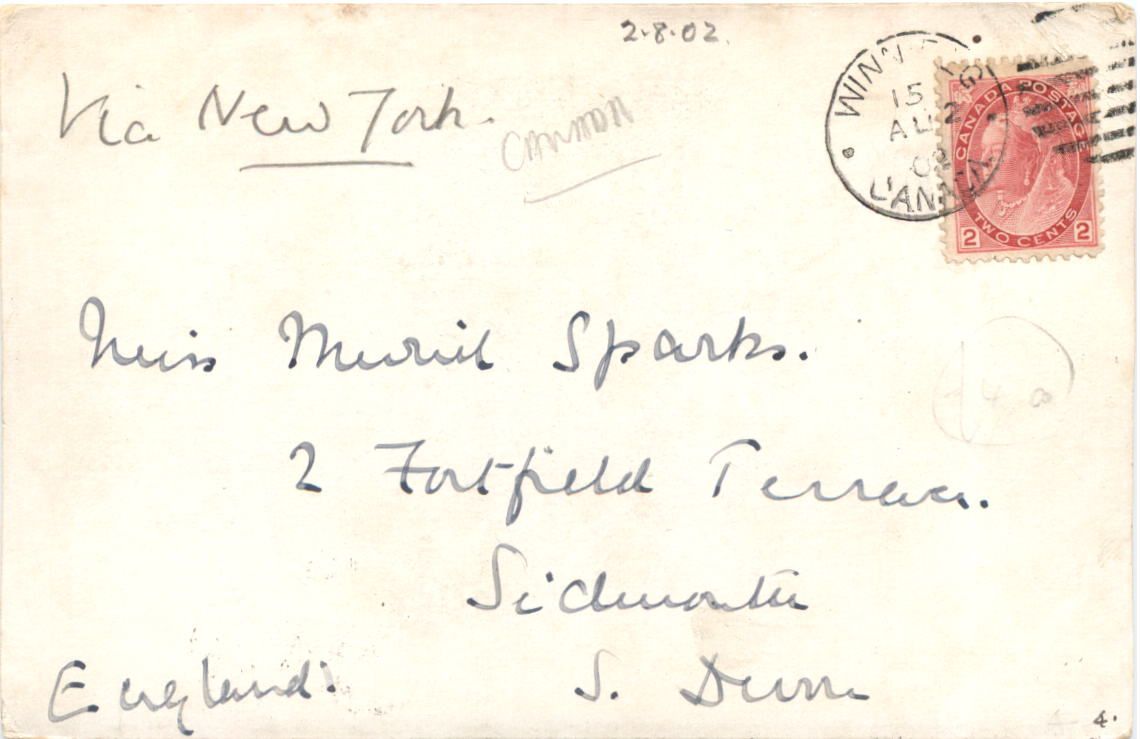 2·8·02.
Via New York.
CANADA
WINNIPEG
15
AU 2
02
CANADA
CANADA POSTAGE
TWO CENTS
2 2
Miss Muriel Sparks.
2 Fortfield Terrace.
Sidmouth
England.
S. Devon
4.